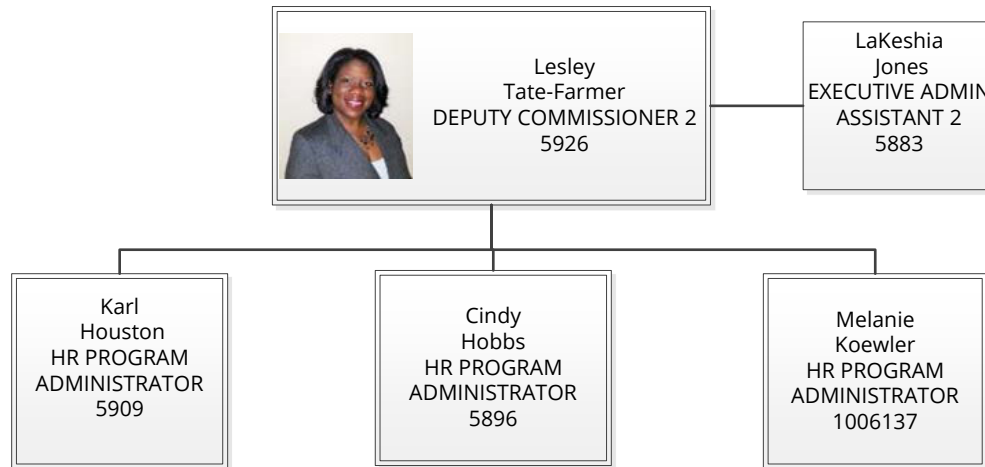 Lesley
Tate-Farmer
DEPUTY COMMISSIONER 2
5926
LaKeshia
Jones
EXECUTIVE ADMIN
ASSISTANT 2
5883
Karl
Houston
HR PROGRAM
ADMINISTRATOR
5909
Cindy
Hobbs
HR PROGRAM
ADMINISTRATOR
5896
Melanie
Koewler
HR PROGRAM
ADMINISTRATOR
1006137